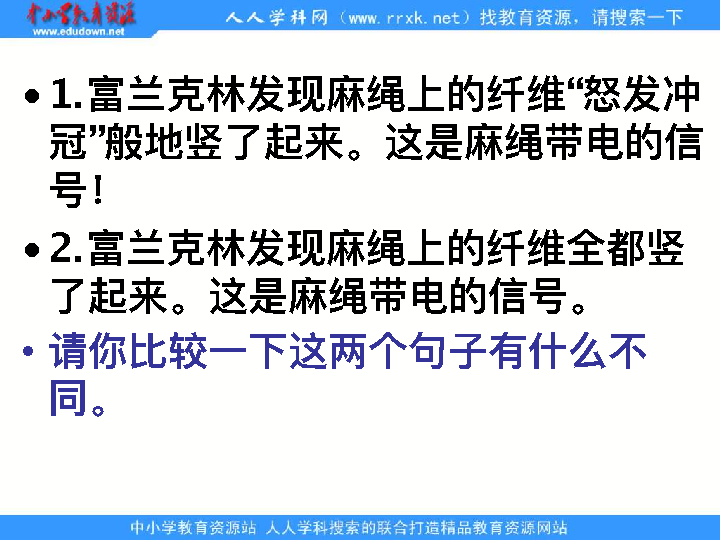 中小学教育资源
www.edudown.net
人人学科网（www.rrxk.net）找教育资源，请搜索一下
•1.富兰克林发现麻绳上的纤维“怒发冲
冠”般地竖了起来。这是麻绳带电的信
号！
•2.富兰克林发现麻绳上的纤维全都竖
了起来。这是麻绳带电的信号。
•请你比较一下这两个句子有什么不
同。
中小学教育资源站 人人学科搜索的联合打造精品教育资源网站